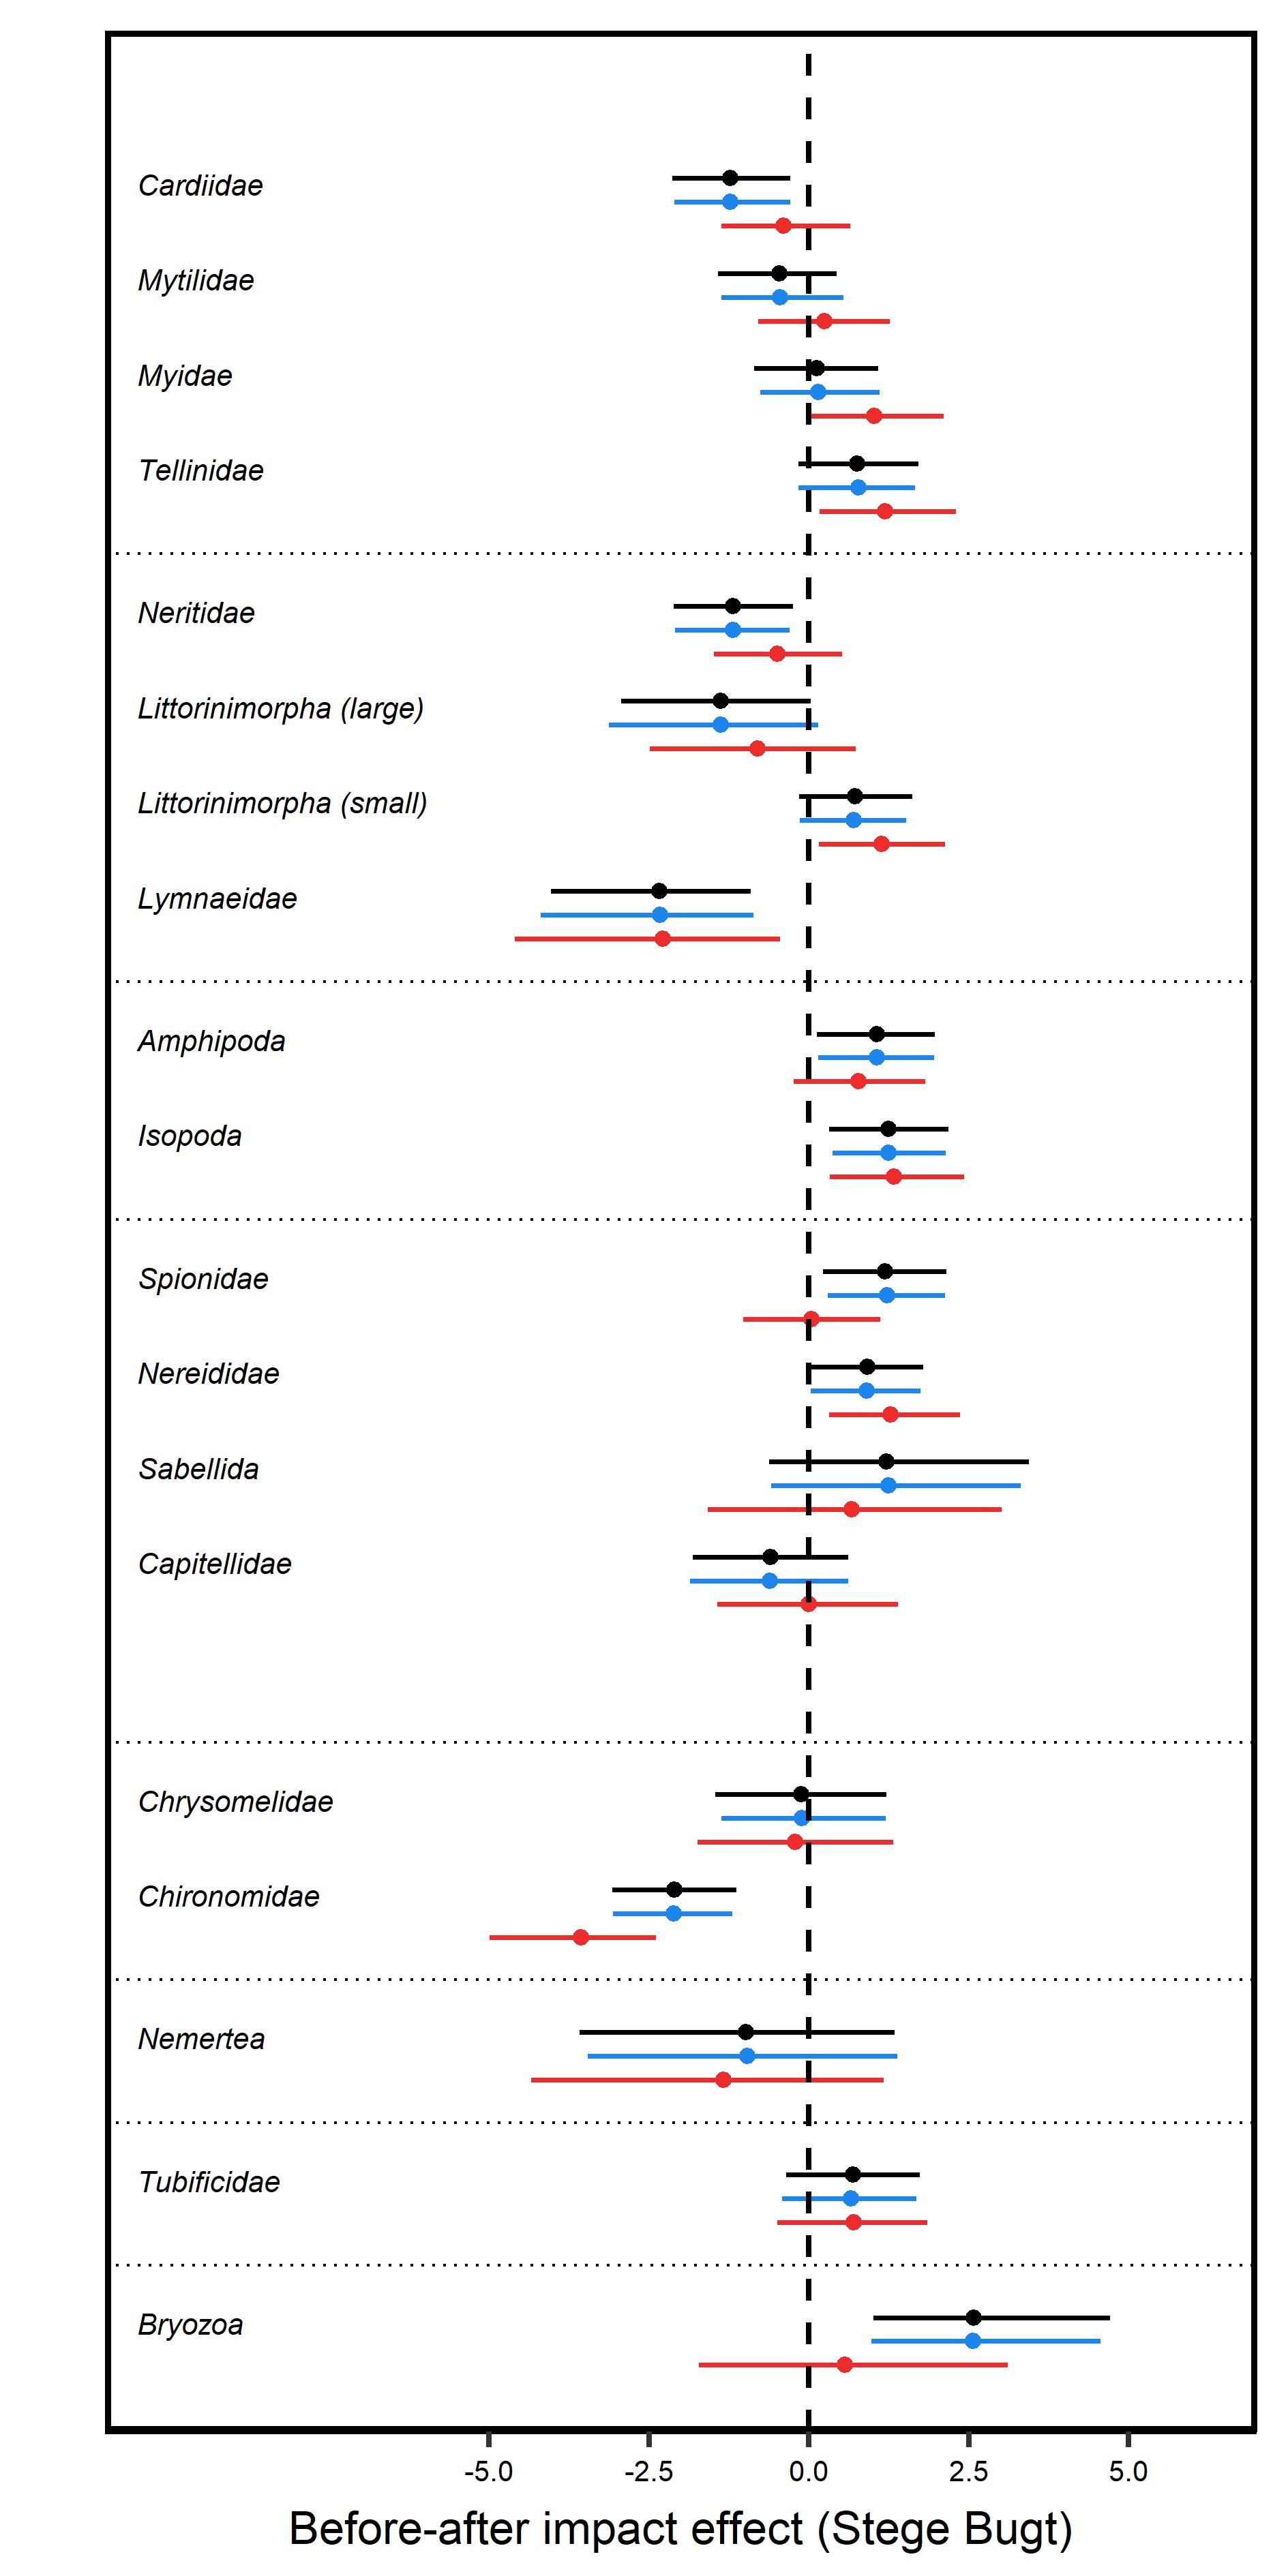 Cardiidae
Mytilidae
Myidae
Tellinidae
Neritidae
Littorinimorpha (large)
Littorinimorpha (small)
Lymnaeidae
Amphipoda
Isopoda
Spionidae
Nereididae
Sabellida
Capitellidae
Chrysomelidae
Chironomidae
Nemertea
Tubificidae
Bryozoa
-5.0 -2.5 0.0 2.5 5.0
Before-after impact effect (Stege Bugt)